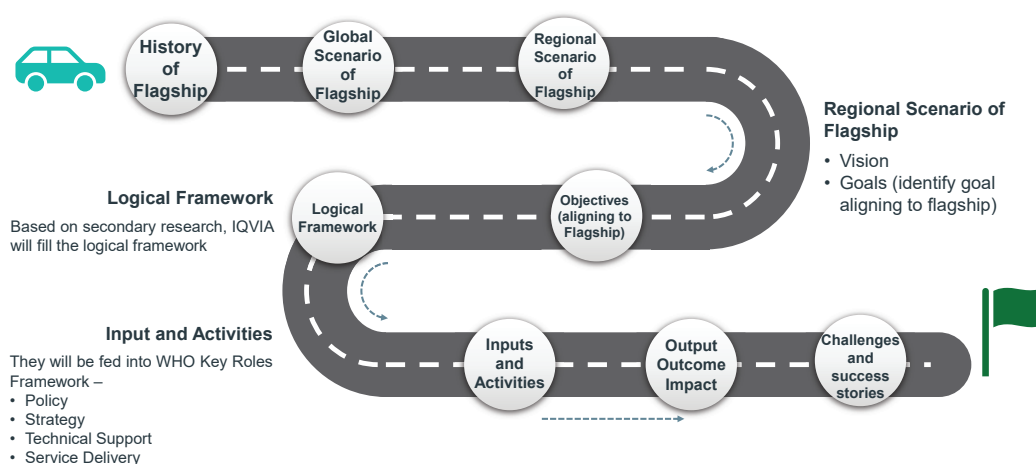 History
of
Flagship
Global
Scenario
of
Flagship
Regional
Scenario
of
Flagship
Regional Scenario of
Flagship
• Vision
• Goals (identify goal
aligning to flagship)
Logical Framework
Based on secondary research, IQVIA
will fill the logical framework
Logical
Framework
Objectives
(aligning to
Flagship)
Input and Activities
They will be fed into WHO Key Roles
Framework –
• Policy
• Strategy
• Technical Support
• Service Delivery
Inputs
and
Activities
Output
Outcome
Impact
Challenges
and
success
stories